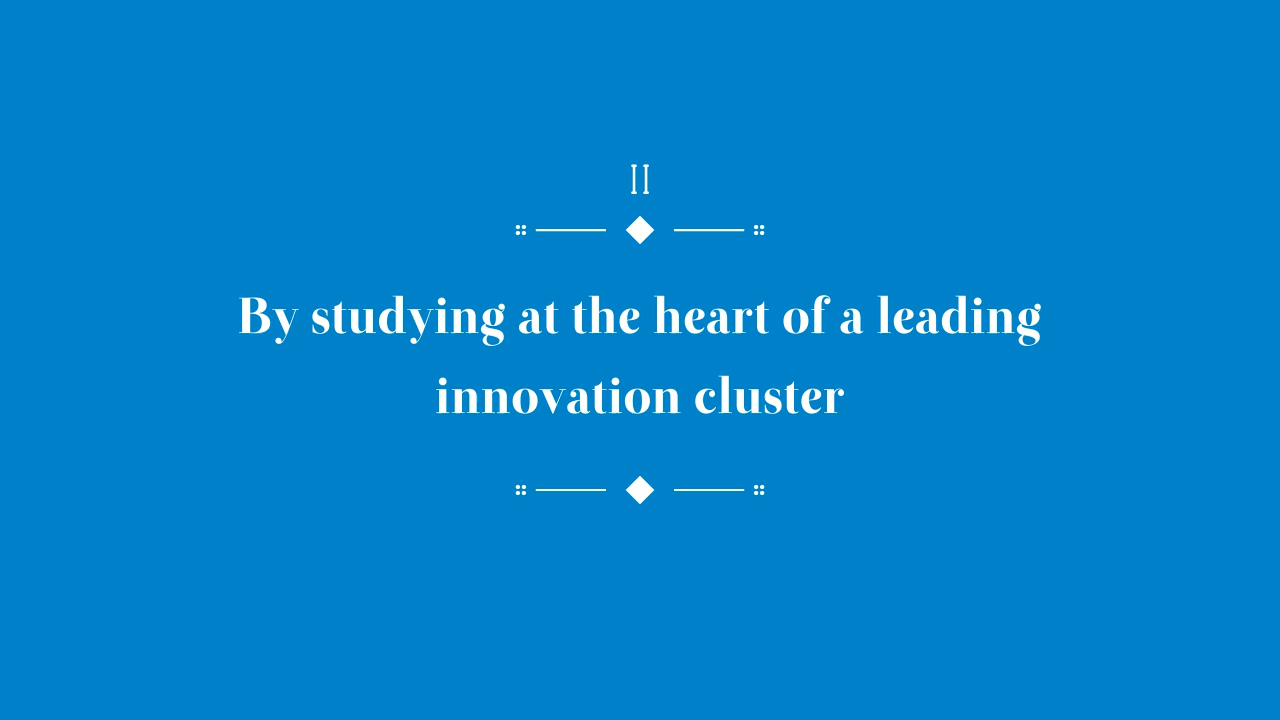 II
By studying at the heart of a leading
innovation cluster